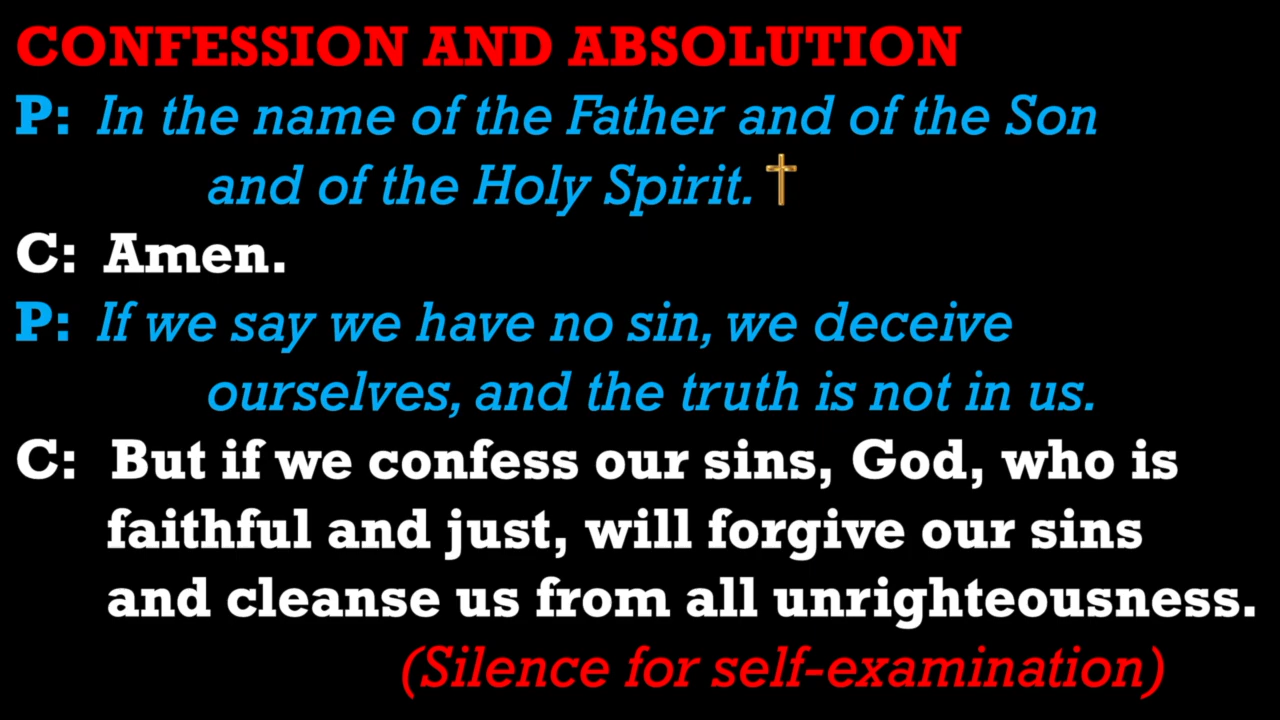 CONFESSION AND ABSOLUTION
P: In the name of the Father and of the Son
and of the Holy Spirit.
C: Amen.
P: If we say we have no sin, we deceive
ourselves, and the truth is not in us.
C: But if we confess our sins, God, who is
faithful and just, will forgive our sins
and cleanse us from all unrighteousness.
(Silence for self-examination)